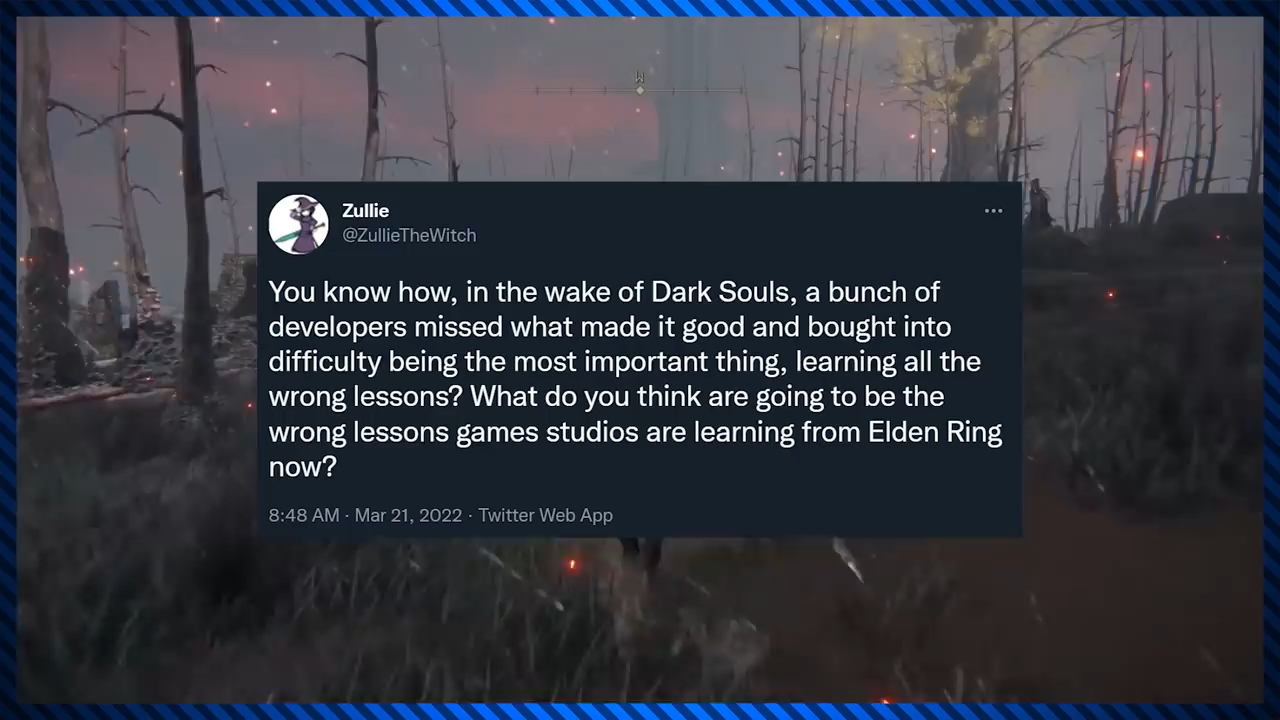 W
Zullie
@ZullieTheWitch
You know how, in the wake of Dark Souls, a bunch of
developers missed what made it good and bought into
difficulty being the most important thing, learning all the
wrong lessons? What do you think are going to be the
wrong lessons games studios are learning from Elden Ring
now?
8:48 AM · Mar 21, 2022 · Twitter Web App